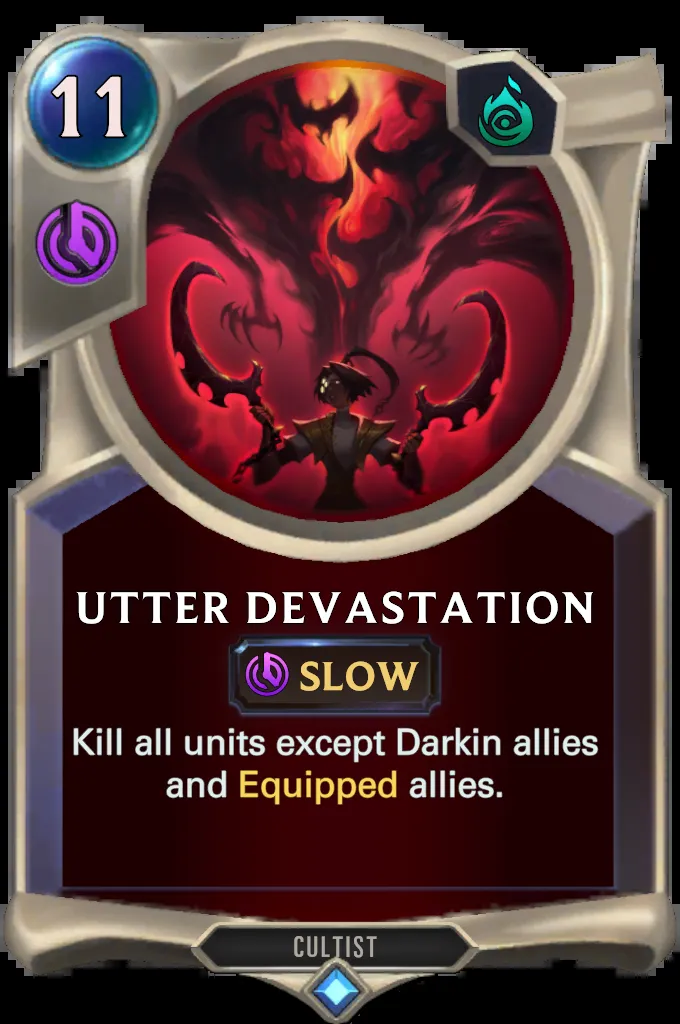 11
UTTER DEVASTATION
SLOW
Kill all units except Darkin allies
and Equipped allies.
CULTIST